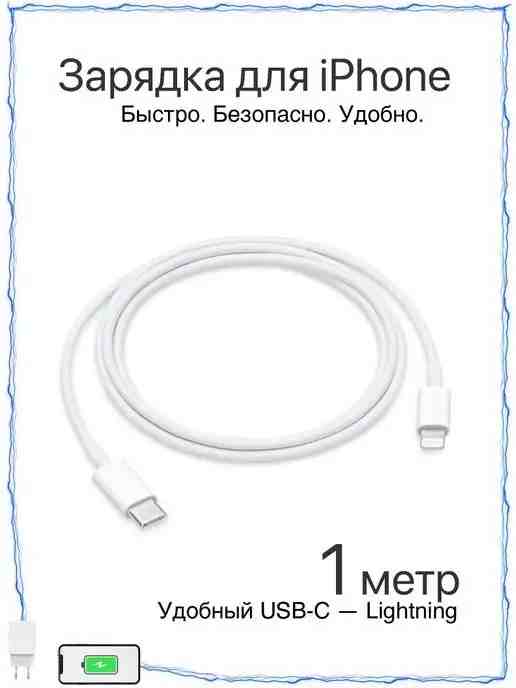 Зарядка для iPhone
Быстро. Безопасно. Удобно.
1 метр
Удобный USB-C — Lightning